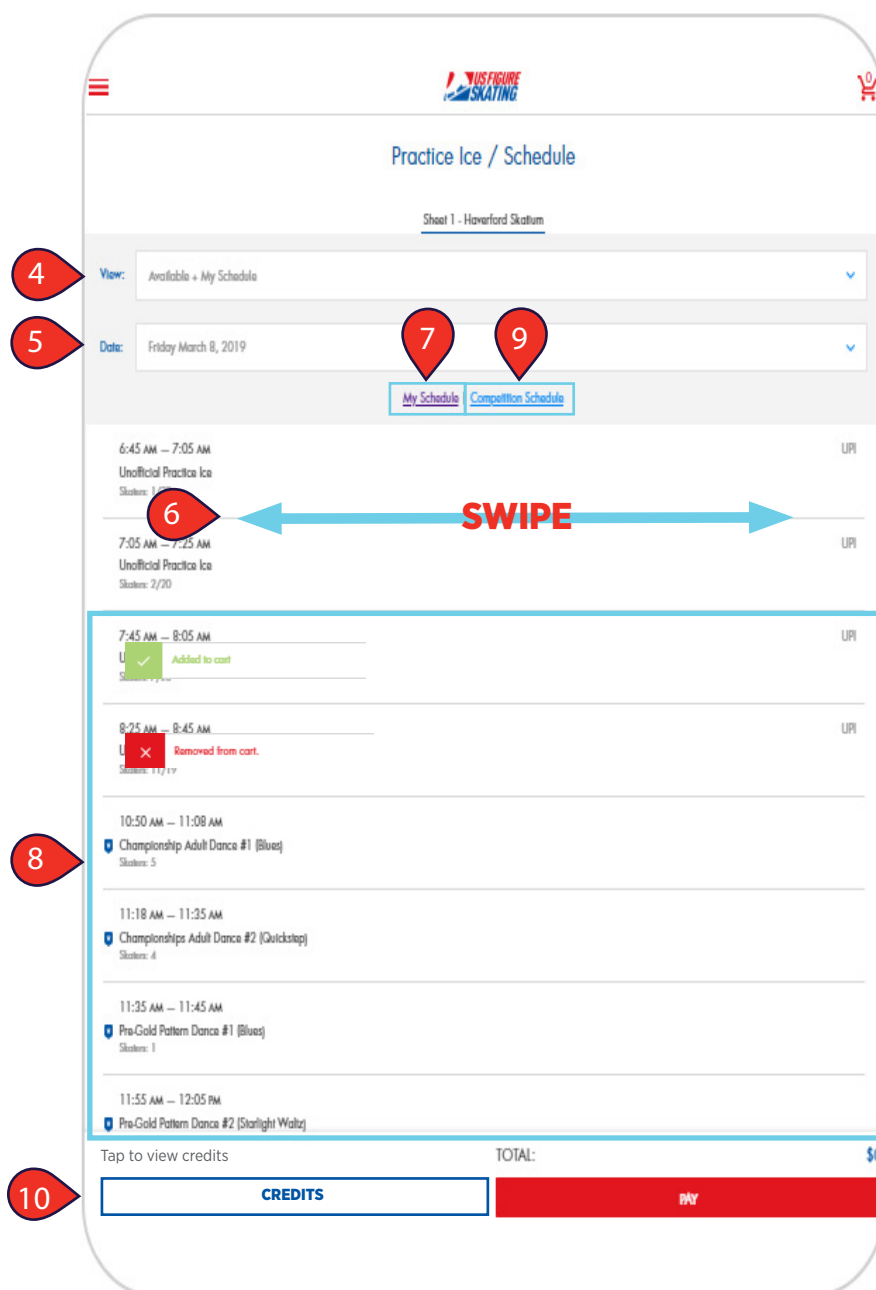 US FIGURE
SKATING
0
Practice Ice / Schedule
Sheet 1 - Haverford Skatium
4
View: Available + My Schedule
5
Date: Friday March 8, 2019
7
9
My Schedule
Competition Schedule
6:45 AM – 7:05 AM UPI
Unofficial Practice Ice
Skaters:
6
SWIPE
7:05 AM – 7:25 AM UPI
Unofficial Practice Ice
Skaters: 2/20
7:45 AM – 8:05 AM UPI
Added to cart
8:25 AM – 8:45 AM UPI
Removed from cart.
Skaters: 11/19
10:50 AM – 11:08 AM
8
Championship Adult Dance #1 (Blues)
Skaters: 5
11:18 AM – 11:35 AM
Championships Adult Dance #2 (Quickstep)
Skaters: 4
11:35 AM – 11:45 AM
Pre-Gold Pattern Dance #1 (Blues)
Skaters: 1
11:55 AM – 12:05 PM
Pre-Gold Pattern Dance #2 (Starlight Waltz)
Tap to view credits
TOTAL:
10
CREDITS
PAY